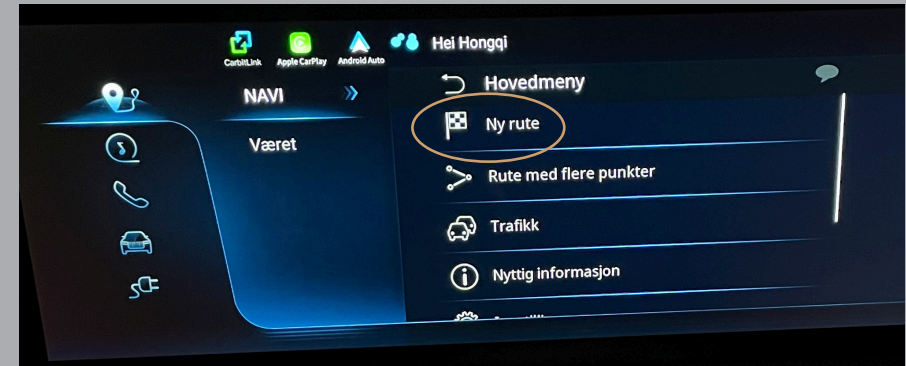 CarbitLink
Apple CarPlay
Android Auto
Hei Hongqi
NAVI
Været
Hovedmeny
Ny rute
Rute med flere punkter
Trafikk
Nyttig informasjon